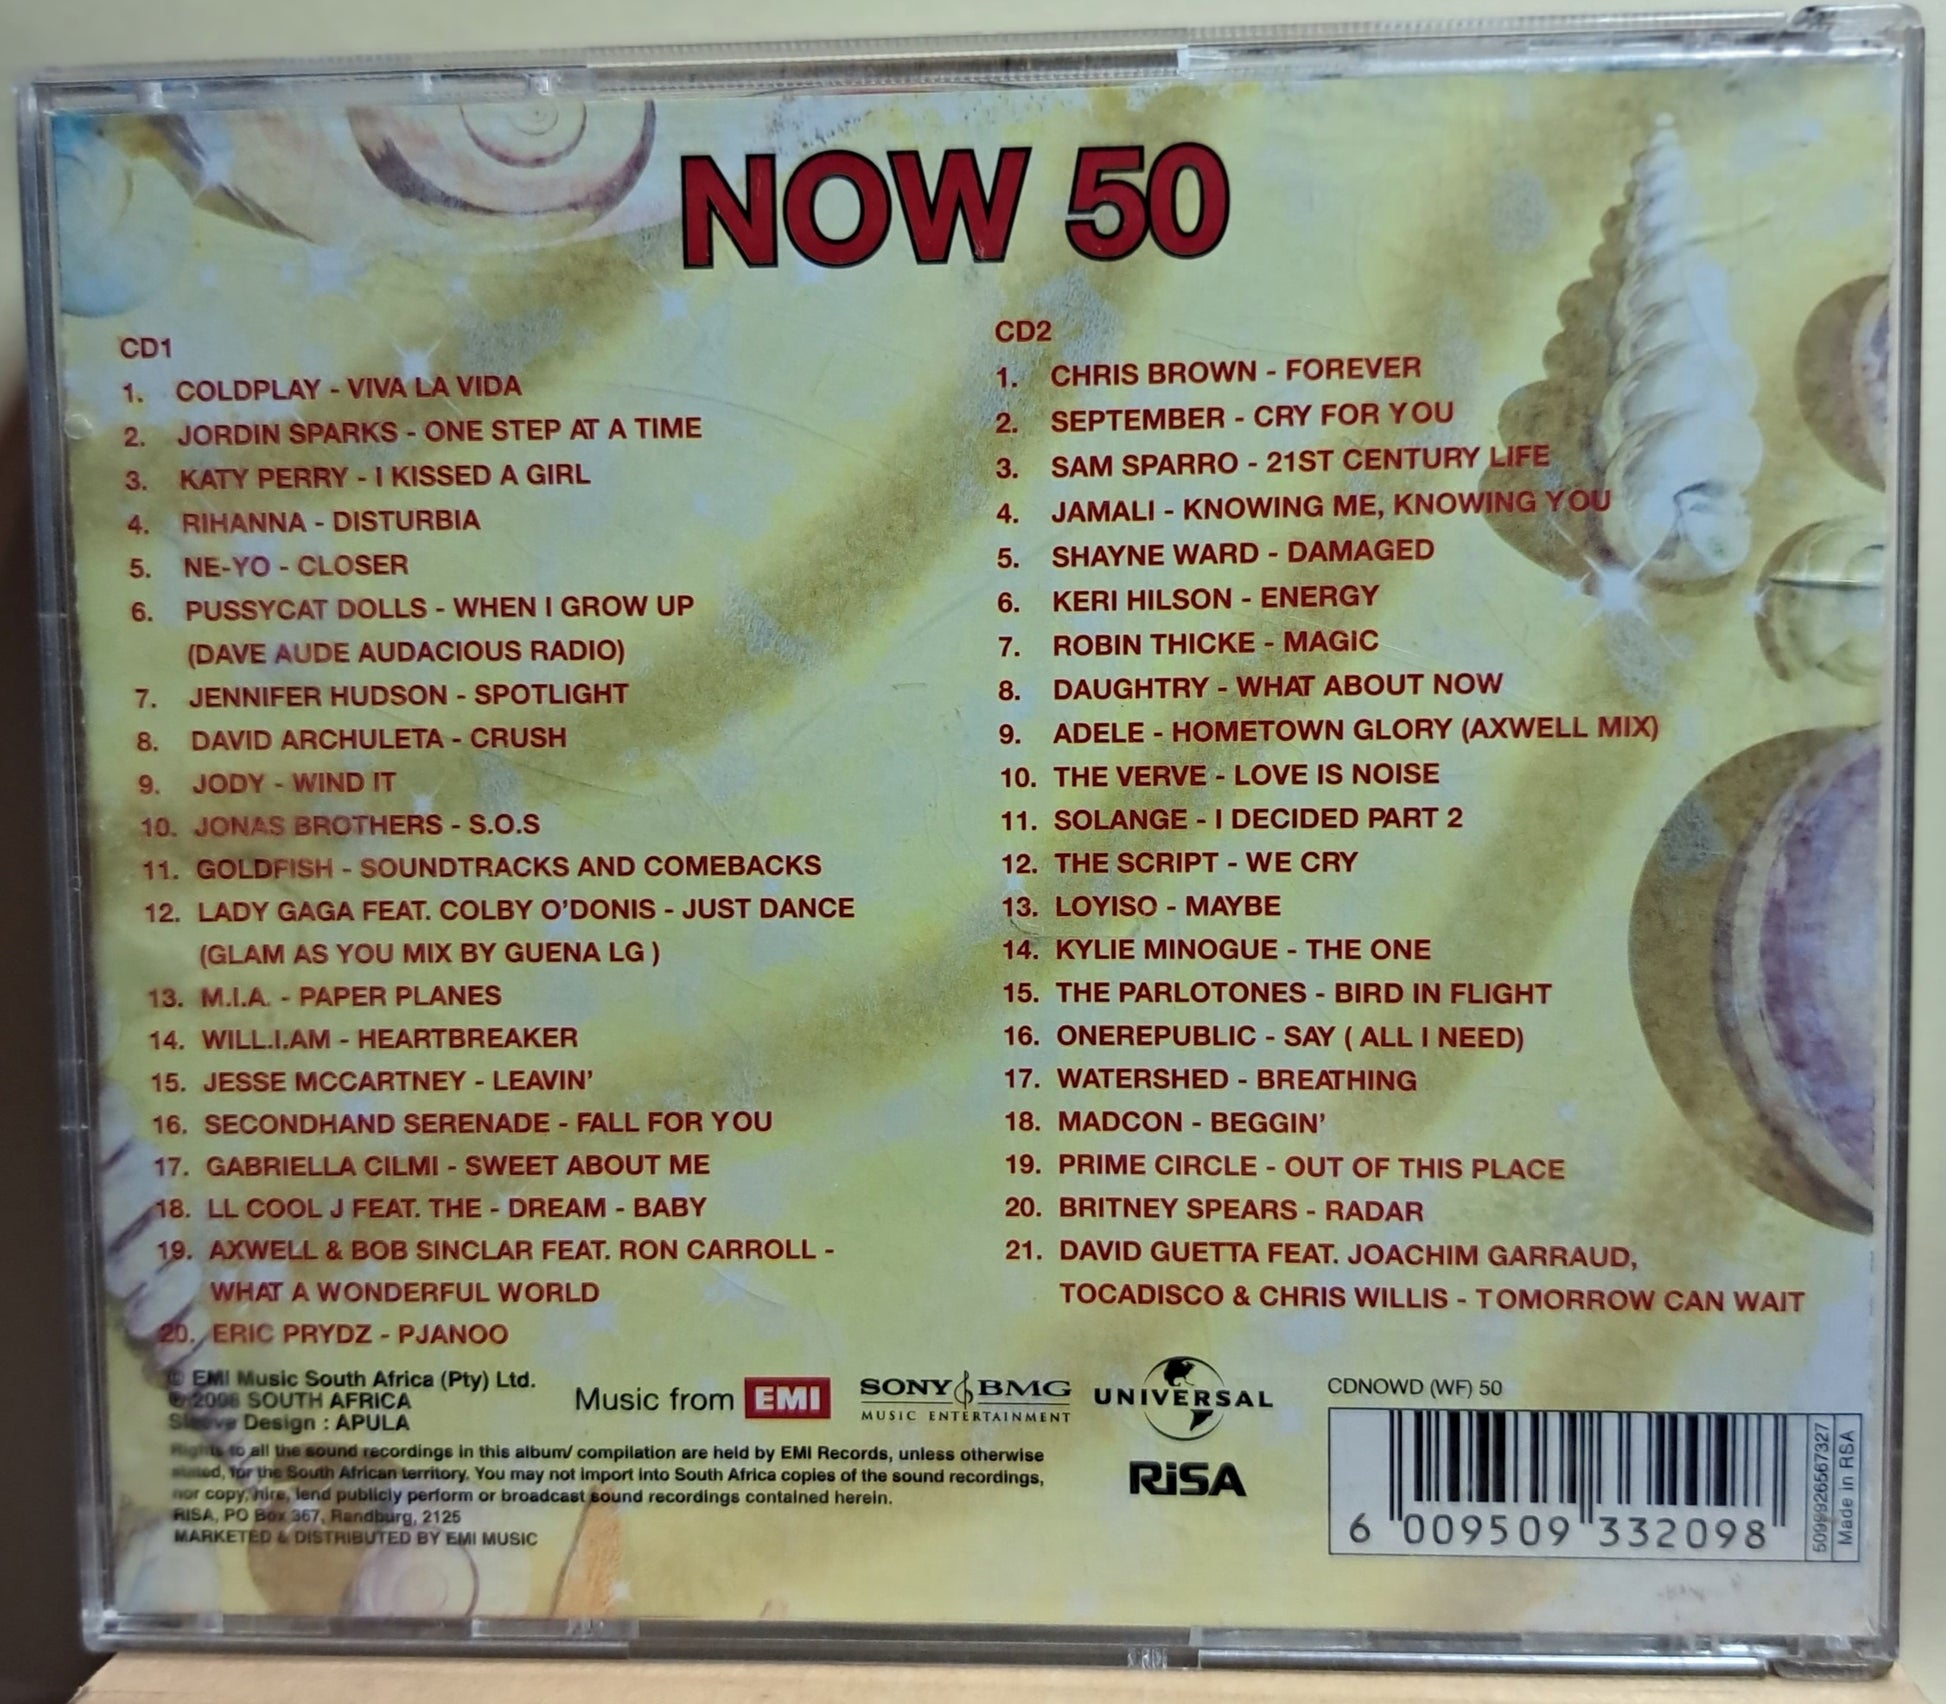 NOW 50
CD1
1. COLDPLAY - VIVA LA VIDA
2. JORDIN SPARKS - ONE STEP AT A TIME
3. KATY PERRY - I KISSED A GIRL
4. RIHANNA - DISTURBIA
5. NE-YO - CLOSER
6. PUSSYCAT DOLLS - WHEN I GROW UP
(DAVE AUDE AUDACIOUS RADIO)
7. JENNIFER HUDSON - SPOTLIGHT
8. DAVID ARCHULETA - CRUSH
9. JODY - WIND IT
10. JONAS BROTHERS - S.O.S
11. GOLDFISH - SOUNDTRACKS AND COMEBACKS
12. LADY GAGA FEAT. COLBY O'DONIS - JUST DANCE
(GLAM AS YOU MIX BY GUENA LG )
13. M.I.A. - PAPER PLANES
14. WILL.I.AM - HEARTBREAKER
15. JESSE MCCARTNEY - LEAVIN'
16. SECONDHAND SERENADE - FALL FOR YOU
17. GABRIELLA CILMI - SWEET ABOUT ME
18. LL COOL J FEAT. THE - DREAM - BABY
19. AXWELL & BOB SINCLAR FEAT. RON CARROLL -
WHAT A WONDERFUL WORLD
20. ERIC PRYDZ - PJANOO
CD2
1. CHRIS BROWN - FOREVER
2. SEPTEMBER - CRY FOR YOU
3. SAM SPARRO - 21ST CENTURY LIFE
4. JAMALI - KNOWING ME, KNOWING YOU
5. SHAYNE WARD - DAMAGED
6. KERI HILSON - ENERGY
7. ROBIN THICKE - MAGIC
8. DAUGHTRY - WHAT ABOUT NOW
9. ADELE - HOMETOWN GLORY (AXWELL MIX)
10. THE VERVE - LOVE IS NOISE
11. SOLANGE - I DECIDED PART 2
12. THE SCRIPT - WE CRY
13. LOYISO - MAYBE
14. KYLIE MINOGUE - THE ONE
15. THE PARLOTONES - BIRD IN FLIGHT
16. ONEREPUBLIC - SAY ( ALL I NEED)
17. WATERSHED - BREATHING
18. MADCON - BEGGIN'
19. PRIME CIRCLE - OUT OF THIS PLACE
20. BRITNEY SPEARS - RADAR
21. DAVID GUETTA FEAT. JOACHIM GARRAUD,
TOCADISCO & CHRIS WILLIS - TOMORROW CAN WAIT
© EMI Music South Africa (Pty) Ltd.
℗ 2008 SOUTH AFRICA
Sleeve Design : APULA
Music from EMI
SONY BMG
MUSIC ENTERTAINMENT
UNIVERSAL
RiSA
Rights to all the sound recordings in this album/ compilation are held by EMI Records, unless otherwise
stated, for the South African territory. You may not import into South Africa copies of the sound recordings,
nor copy, hire, lend publicly perform or broadcast sound recordings contained herein.
RISA, PO Box 367, Randburg, 2125
MARKETED & DISTRIBUTED BY EMI MUSIC
CDNOWD (WF) 50
6 009509 332098
5099926567327
Made in RSA